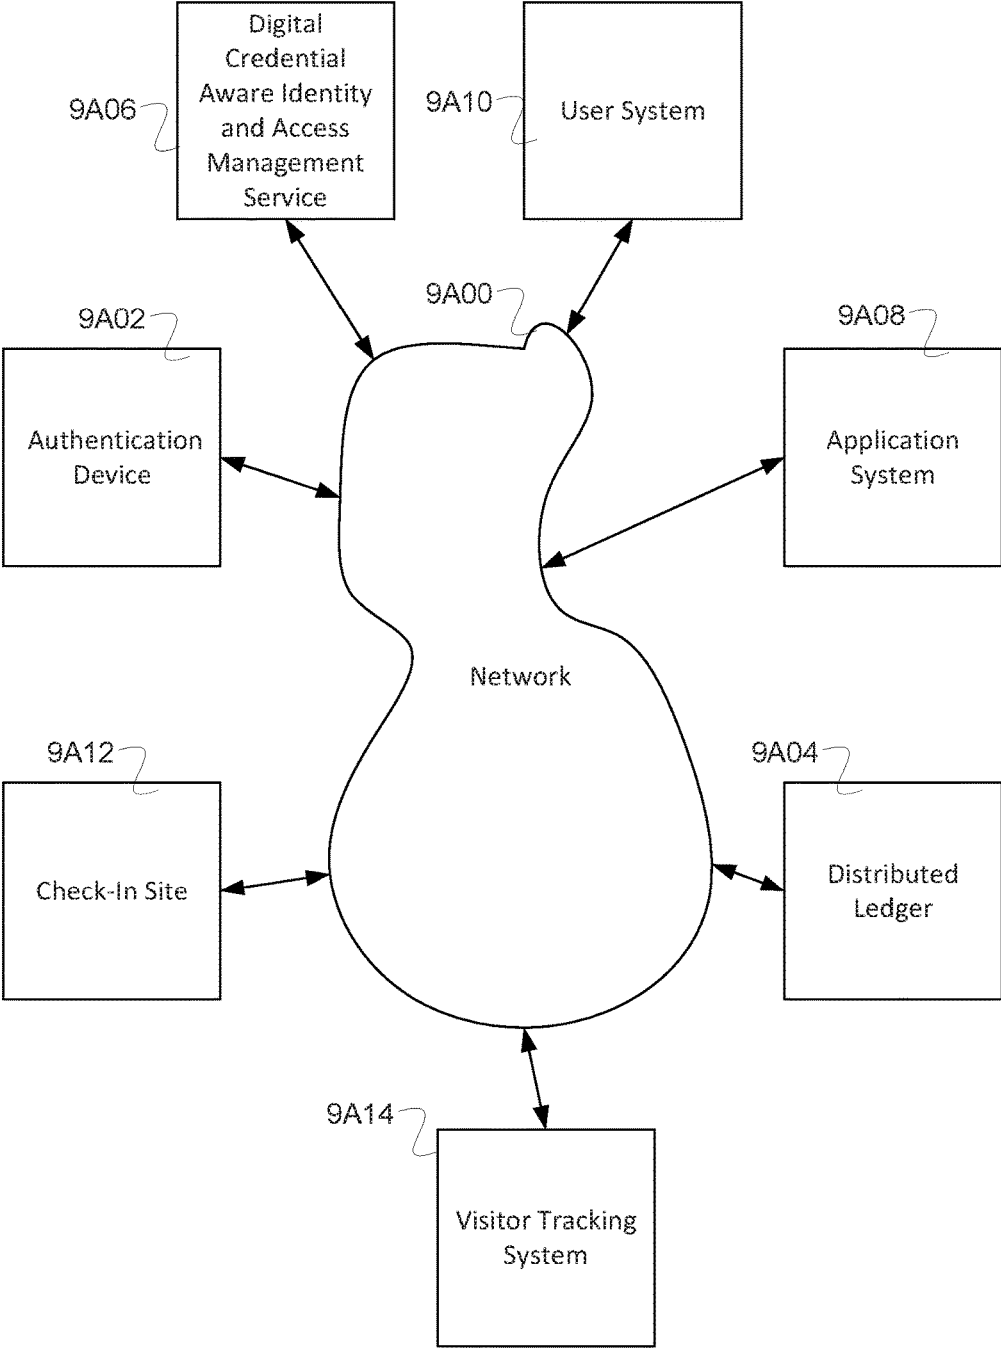 Digital
Credential
Aware Identity
and Access
Management
Service
9A06
9A10
User System
9A00
9A02
9A08
Authentication
Device
Application
System
Network
9A12
9A04
Check-In Site
Distributed
Ledger
9A14
Visitor Tracking
System